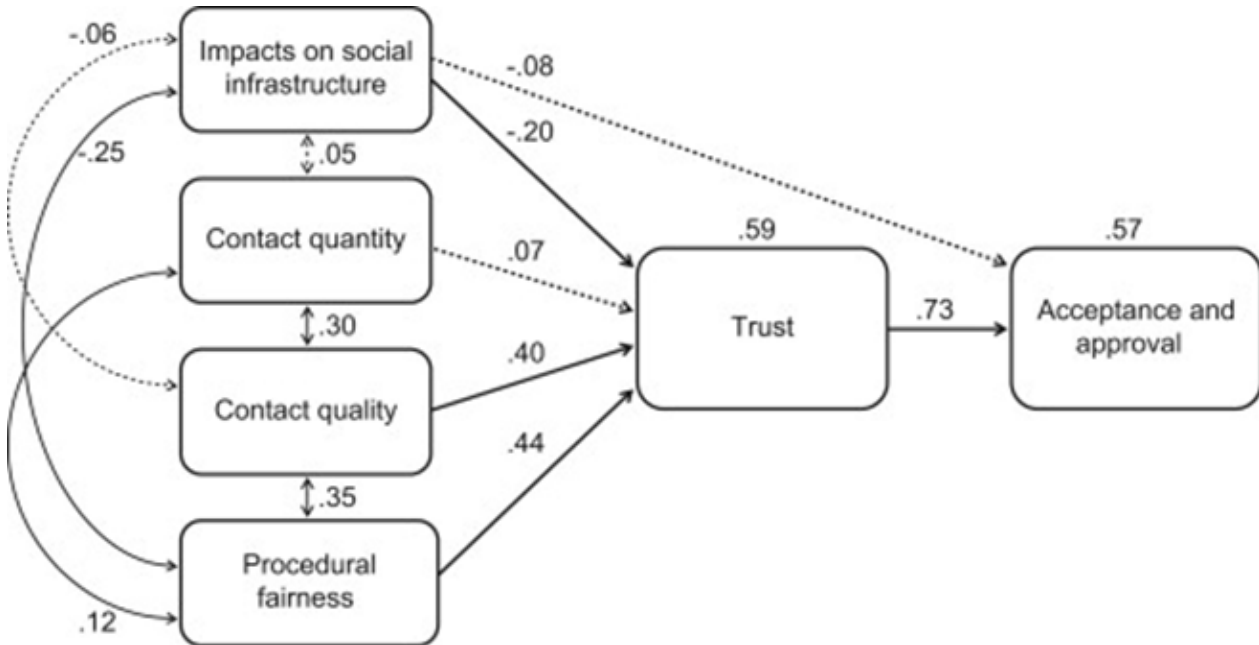 -.06
Impacts on social
infrastructure
-.08
-.20
-.25
.05
Contact quantity
.07
.59
.57
.30
Trust
.73
Acceptance and
approval
.40
Contact quality
.44
.35
Procedural
fairness
.12